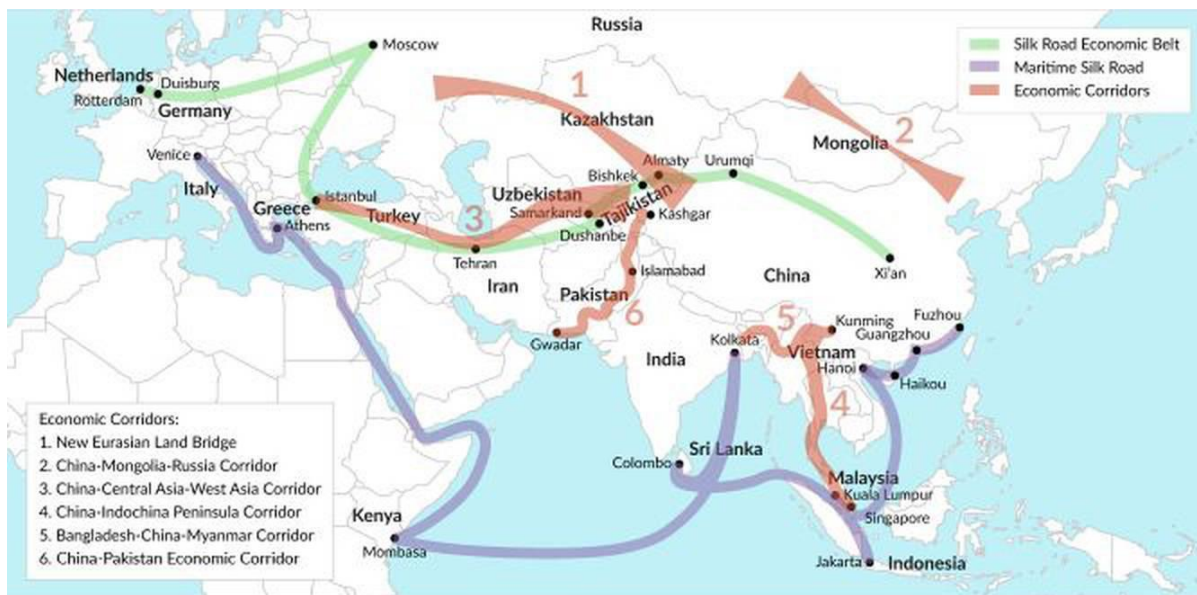 Russia
Moscow
Silk Road Economic Belt
Maritime Silk Road
Economic Corridors
Netherlands
Duisburg
Rotterdam
Germany
1
Kazakhstan
2
Mongolia
Venice
Italy
Almaty
Urumqi
Bishkek
Uzbekistan
Tajikistan
Istanbul
Greece
Turkey
3
Samarkand
Kashgar
Athens
Dushanbe
Tehran
Xi'an
Iran
Islamabad
China
Pakistan
6
5
Kunming
Fuzhou
Gwadar
Kolkata
Guangzhou
India
Vietnam
Hanoi
Haikou
4
Economic Corridors:
1. New Eurasian Land Bridge
2. China-Mongolia-Russia Corridor
3. China-Central Asia-West Asia Corridor
4. China-Indochina Peninsula Corridor
5. Bangladesh-China-Myanmar Corridor
6. China-Pakistan Economic Corridor
Sri Lanka
Colombo
Malaysia
Kuala Lumpur
Singapore
Kenya
Mombasa
Jakarta
Indonesia